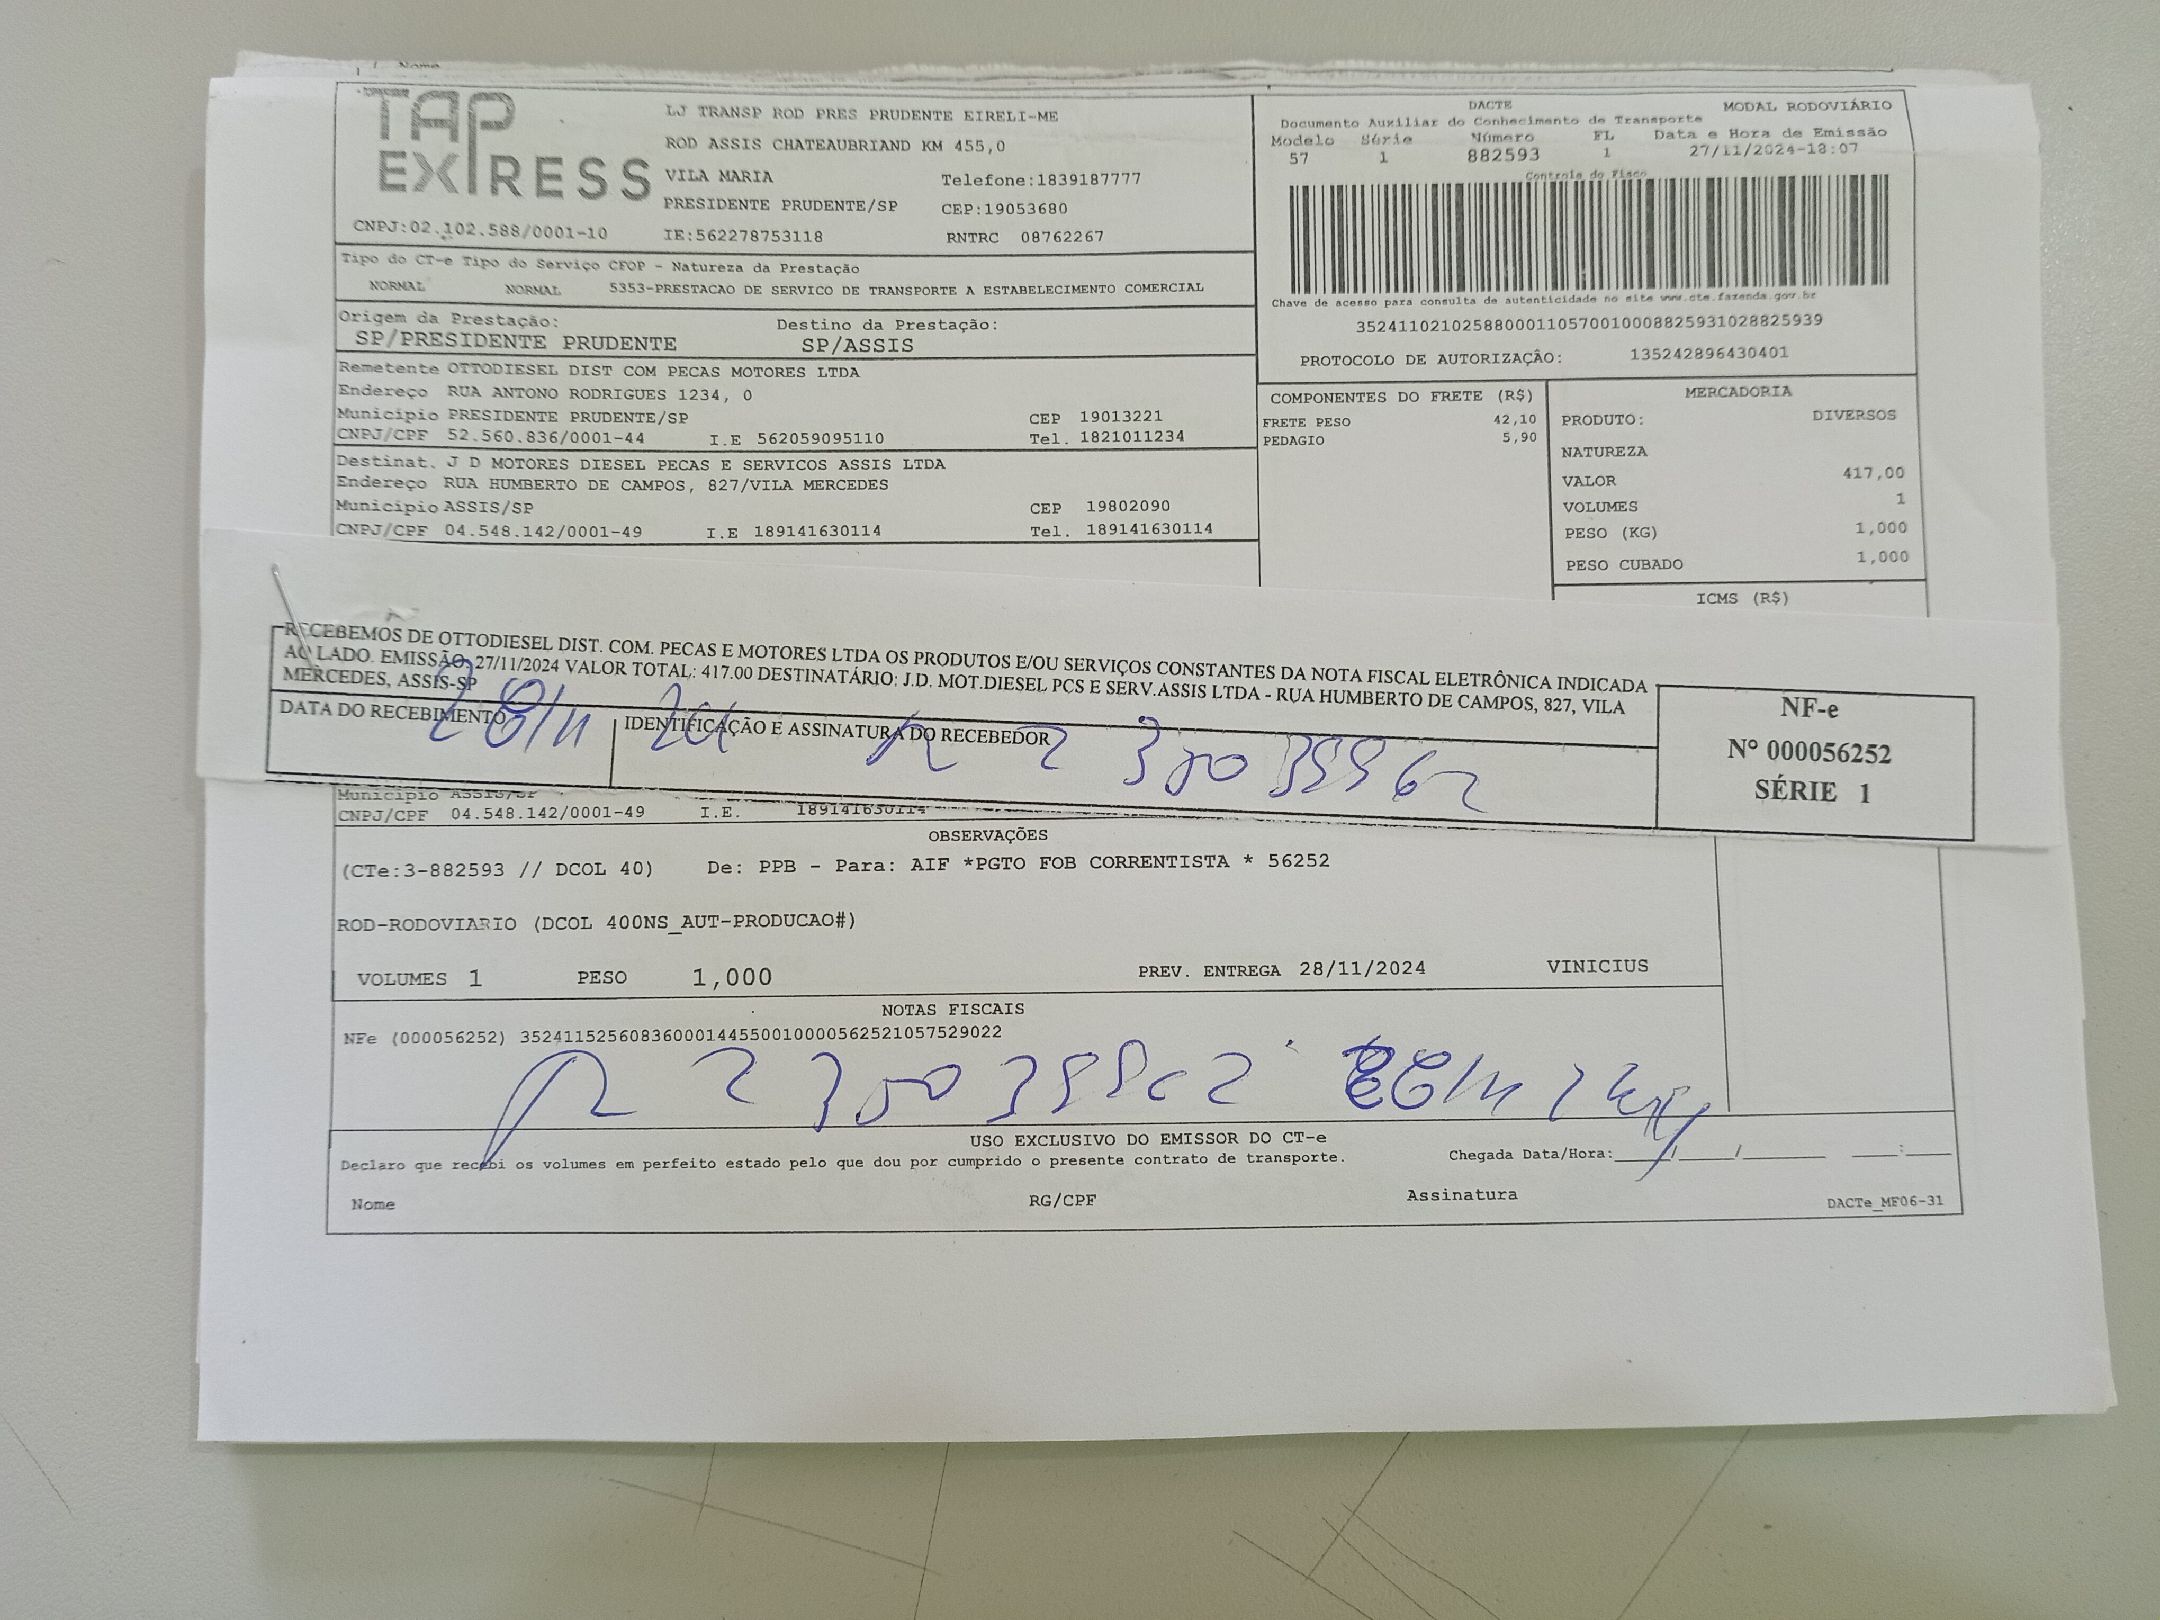 Nome
TAP EXPRESS
LJ TRANSP ROD PRES PRUDENTE EIRELI-ME
ROD ASSIS CHATEAUBRIAND KM 455,0
VILA MARIA Telefone:1839187777
PRESIDENTE PRUDENTE/SP CEP:19053680
CNPJ:02.102.588/0001-10 IE:562278753118 RNTRC 08762267
DACTE MODAL RODOVIÁRIO
Documento Auxiliar do Conhecimento de Transporte
Modelo Série Número FL Data e Hora de Emissão
57 1 882593 1 27/11/2024-18:07
Controle do Fisco
Chave de acesso para consulta de autenticidade no site www.cte.fazenda.gov.br
35241102102588000110570010008825931028825939
PROTOCOLO DE AUTORIZAÇÃO: 135242896430401
Tipo do CT-e Tipo do Serviço CFOP - Natureza da Prestação
NORMAL NORMAL 5353-PRESTACAO DE SERVICO DE TRANSPORTE A ESTABELECIMENTO COMERCIAL
Origem da Prestação: Destino da Prestação:
SP/PRESIDENTE PRUDENTE SP/ASSIS
Remetente OTTODIESEL DIST COM PECAS MOTORES LTDA
Endereço RUA ANTONO RODRIGUES 1234, 0
Município PRESIDENTE PRUDENTE/SP CEP 19013221
CNPJ/CPF 52.560.836/0001-44 I.E 562059095110 Tel. 1821011234
Destinat. J D MOTORES DIESEL PECAS E SERVICOS ASSIS LTDA
Endereço RUA HUMBERTO DE CAMPOS, 827/VILA MERCEDES
Município ASSIS/SP CEP 19802090
CNPJ/CPF 04.548.142/0001-49 I.E 189141630114 Tel. 189141630114
COMPONENTES DO FRETE (R$)
FRETE PESO 42,10
PEDAGIO 5,90
MERCADORIA
PRODUTO: DIVERSOS
NATUREZA
VALOR 417,00
VOLUMES 1
PESO (KG) 1,000
PESO CUBADO 1,000
ICMS (R$)
RECEBEMOS DE OTTODIESEL DIST. COM. PECAS E MOTORES LTDA OS PRODUTOS E/OU SERVIÇOS CONSTANTES DA NOTA FISCAL ELETRÔNICA INDICADA
AO LADO. EMISSÃO: 27/11/2024 VALOR TOTAL: 417.00 DESTINATÁRIO: J.D. MOT.DIESEL PCS E SERV.ASSIS LTDA - RUA HUMBERTO DE CAMPOS, 827, VILA
MERCEDES, ASSIS-SP
DATA DO RECEBIMENTO IDENTIFICAÇÃO E ASSINATURA DO RECEBEDOR
28/11
NF-e
Nº 000056252
SÉRIE 1
Município ASSIS/SP
CNPJ/CPF 04.548.142/0001-49 I.E. 189141630114
OBSERVAÇÕES
(CTe:3-882593 // DCOL 40) De: PPB - Para: AIF *PGTO FOB CORRENTISTA * 56252
ROD-RODOVIARIO (DCOL 400NS_AUT-PRODUCAO#)
VOLUMES 1 PESO 1,000 PREV. ENTREGA 28/11/2024 VINICIUS
NOTAS FISCAIS
NFe (000056252) 35241152560836000144550010000562521057529022
USO EXCLUSIVO DO EMISSOR DO CT-e
Declaro que recebi os volumes em perfeito estado pelo que dou por cumprido o presente contrato de transporte. Chegada Data/Hora:____/____/______ ___:___
Nome RG/CPF Assinatura DACTe_MF06-31